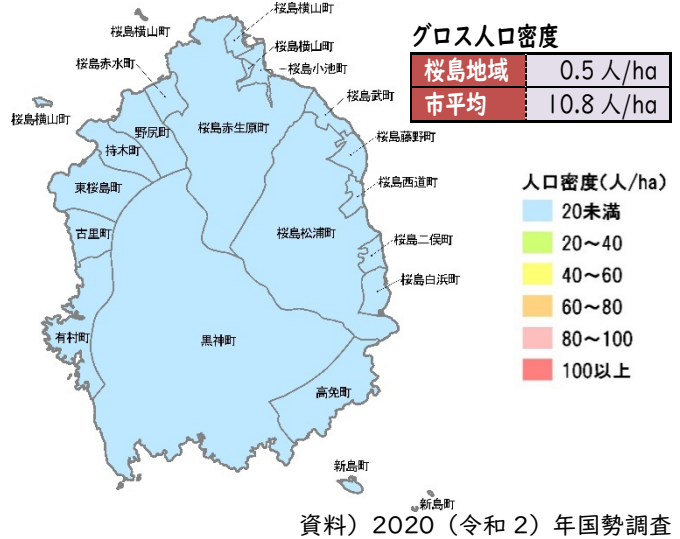 桜島横山町
桜島横山町
桜島横山町
桜島小池町
桜島赤水町
桜島横山町
野尻町
桜島赤生原町
桜島武町
桜島藤野町
持木町
東桜島町
桜島西道町
古里町
桜島松浦町
桜島二俣町
桜島白浜町
有村町
黒神町
高免町
新島町
新島町
グロス人口密度
桜島地域 0.5人/ha
市平均 10.8人/ha
人口密度(人/ha)
20未満
20～40
40～60
60～80
80～100
100以上
資料）2020（令和2）年国勢調査